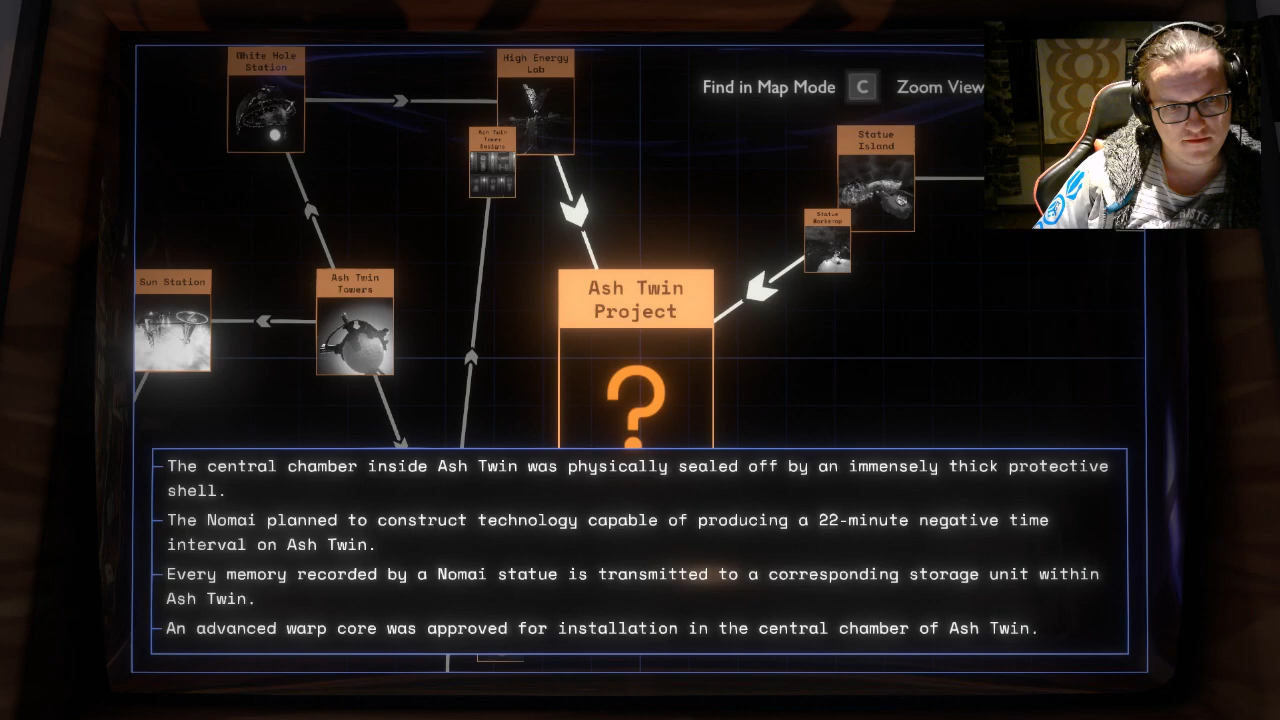 White Hole
Station
High Energy
Lab
Find in Map Mode C Zoom View
Ash Twin
Tower
Designs
Statue
Island
Statue
Workshop
Sun Station
Ash Twin
Towers
Ash Twin
Project
?
The central chamber inside Ash Twin was physically sealed off by an immensely thick protective
shell.
The Nomai planned to construct technology capable of producing a 22-minute negative time
interval on Ash Twin.
Every memory recorded by a Nomai statue is transmitted to a corresponding storage unit within
Ash Twin.
An advanced warp core was approved for installation in the central chamber of Ash Twin.